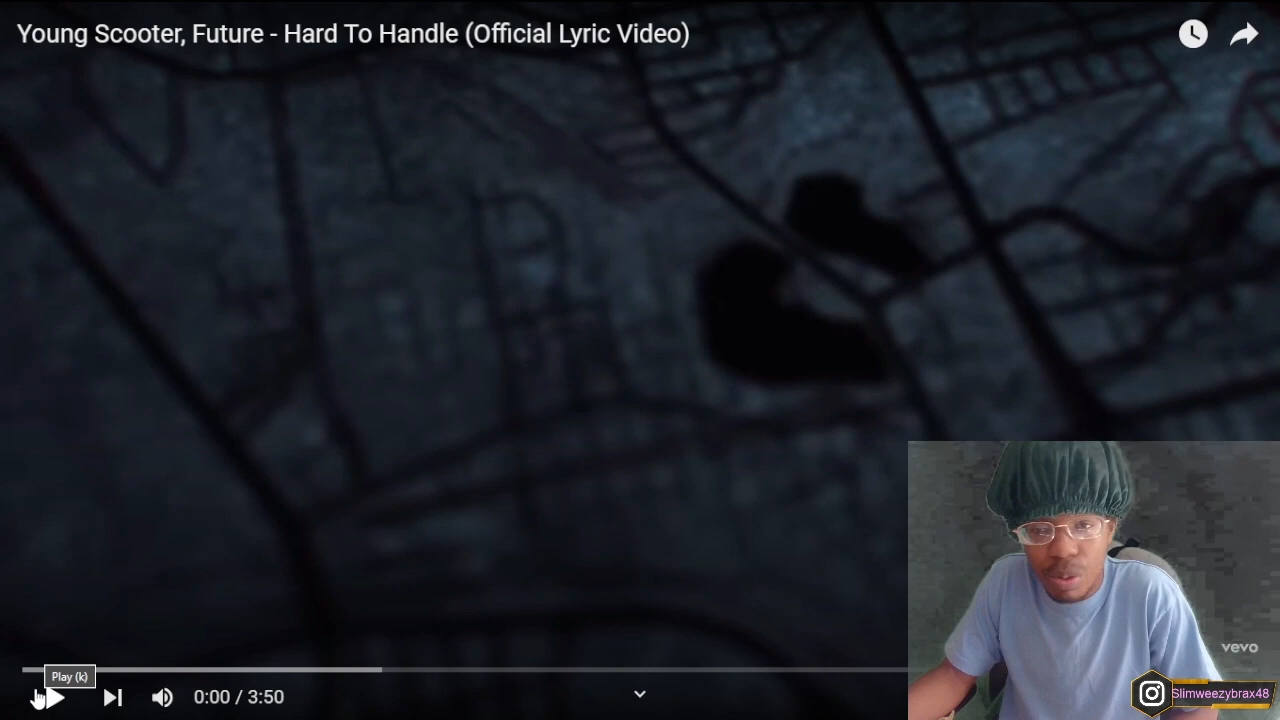 Young Scooter, Future - Hard To Handle (Official Lyric Video)
vevo
Play (k)
0:00 / 3:50
Slimweezybrax48